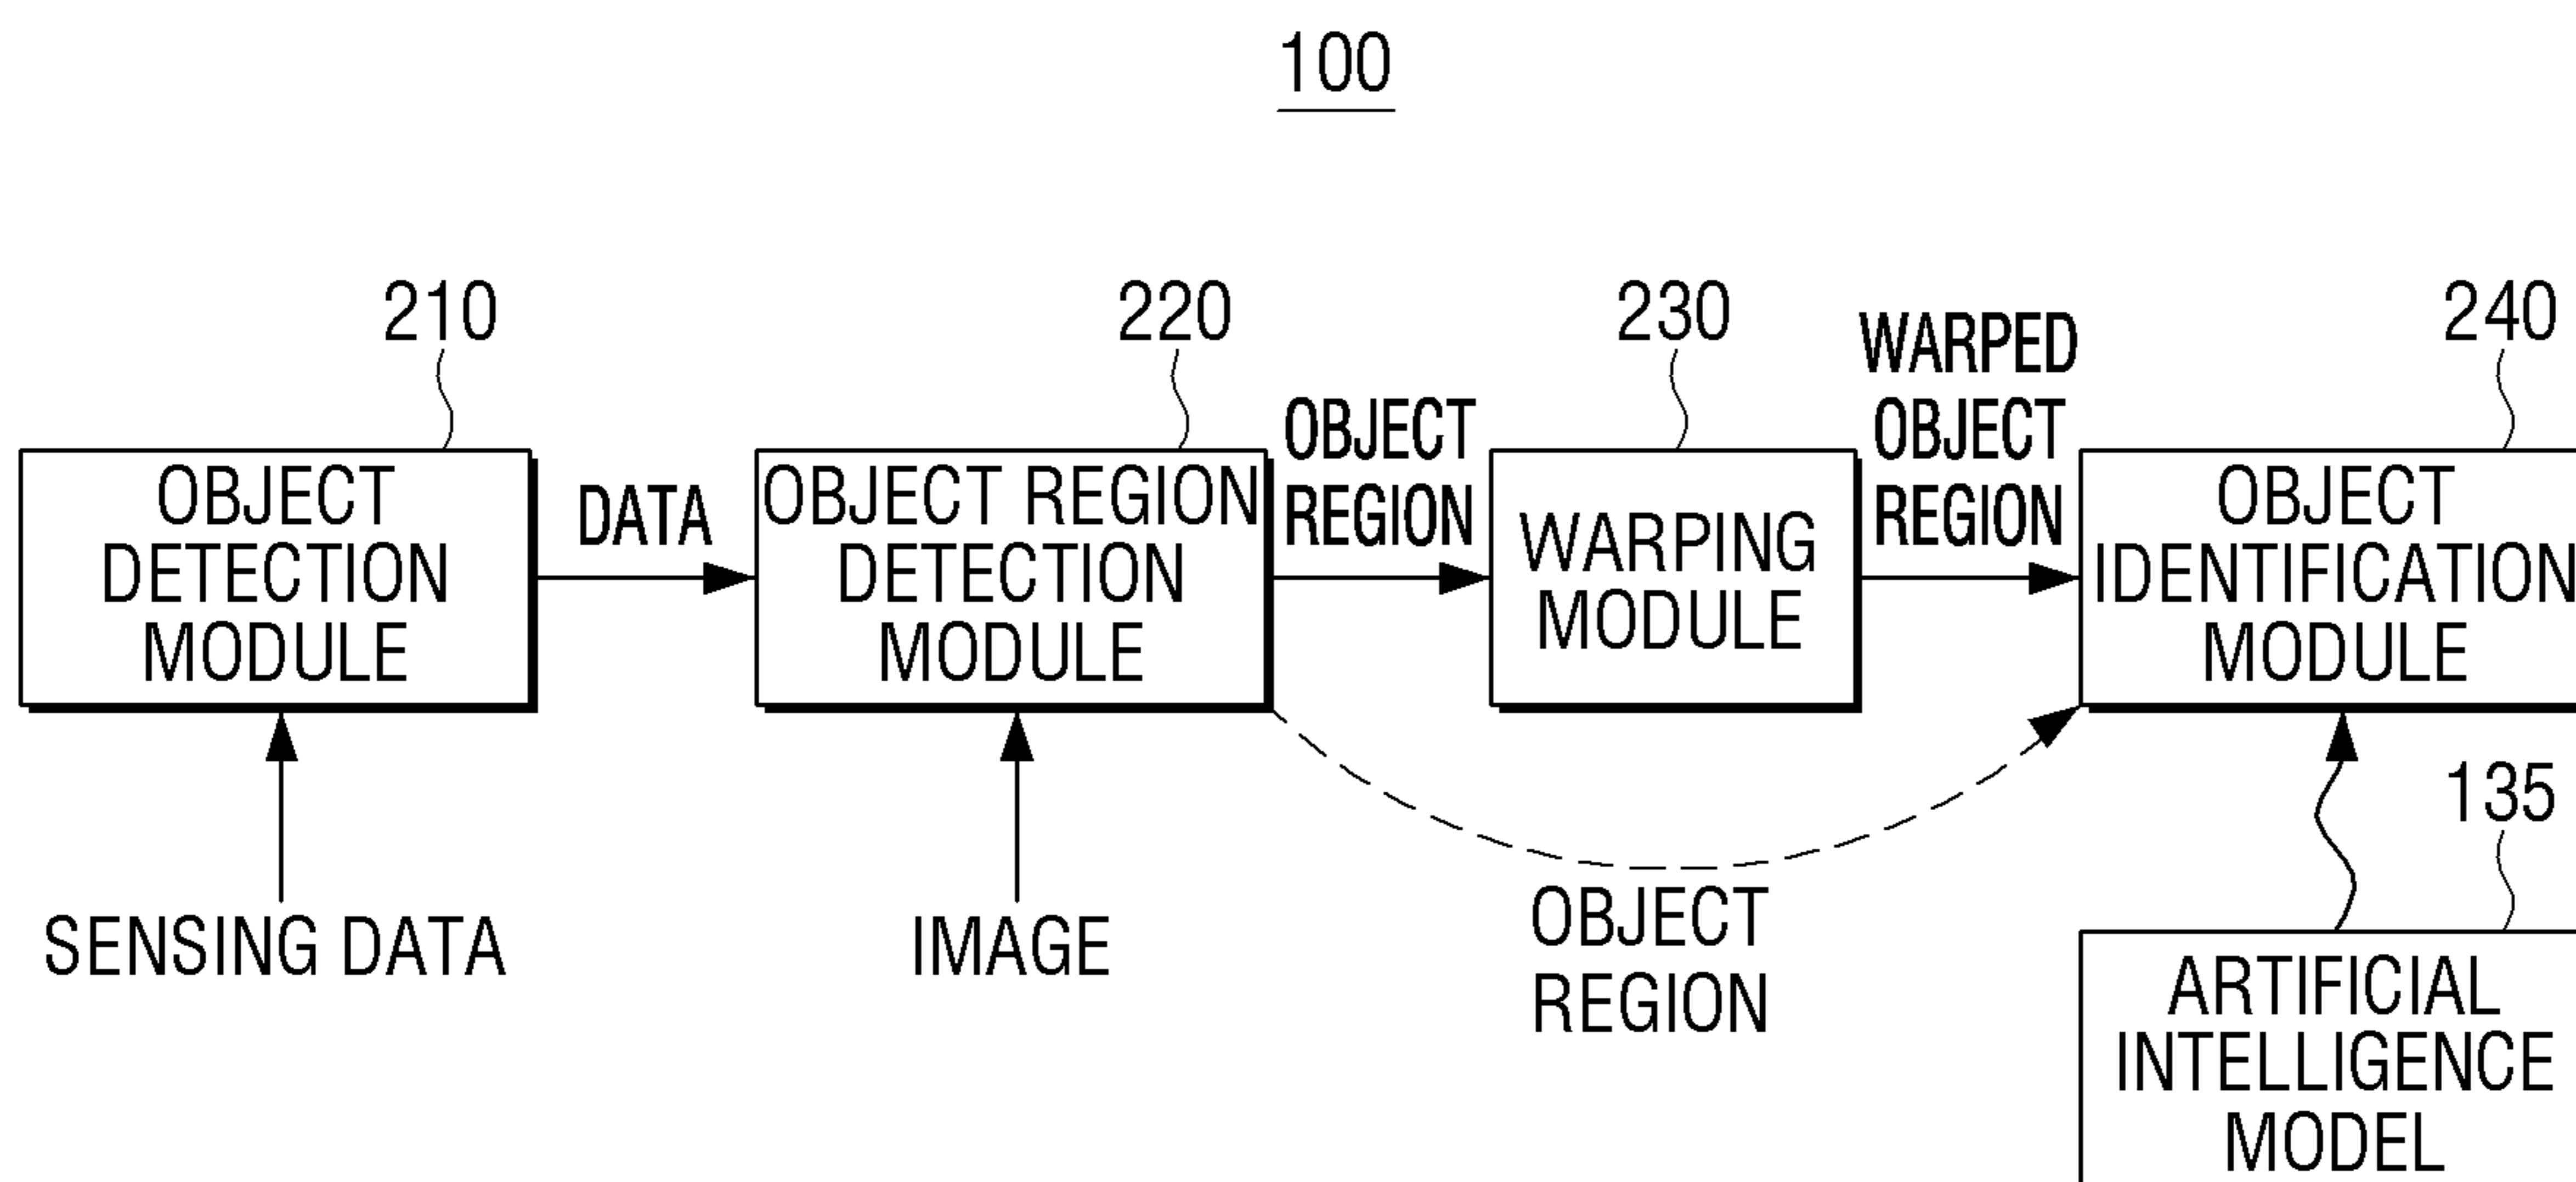 100
210
OBJECT
DETECTION
MODULE
DATA
220
OBJECT REGION
DETECTION
MODULE
OBJECT
REGION
230
WARPING
MODULE
WARPED
OBJECT
REGION
240
OBJECT
IDENTIFICATION
MODULE
SENSING DATA
IMAGE
OBJECT
REGION
135
ARTIFICIAL
INTELLIGENCE
MODEL